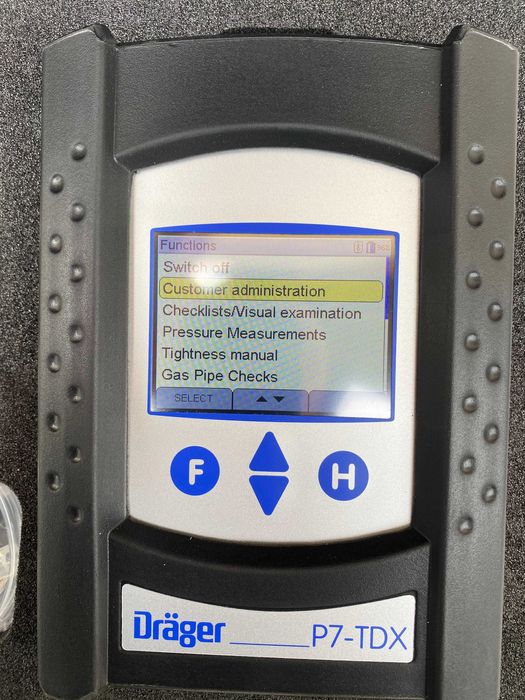 Functions 96%
Switch off
Customer administration
Checklists/Visual examination
Pressure Measurements
Tightness manual
Gas Pipe Checks
SELECT
F H
Dräger P7-TDX